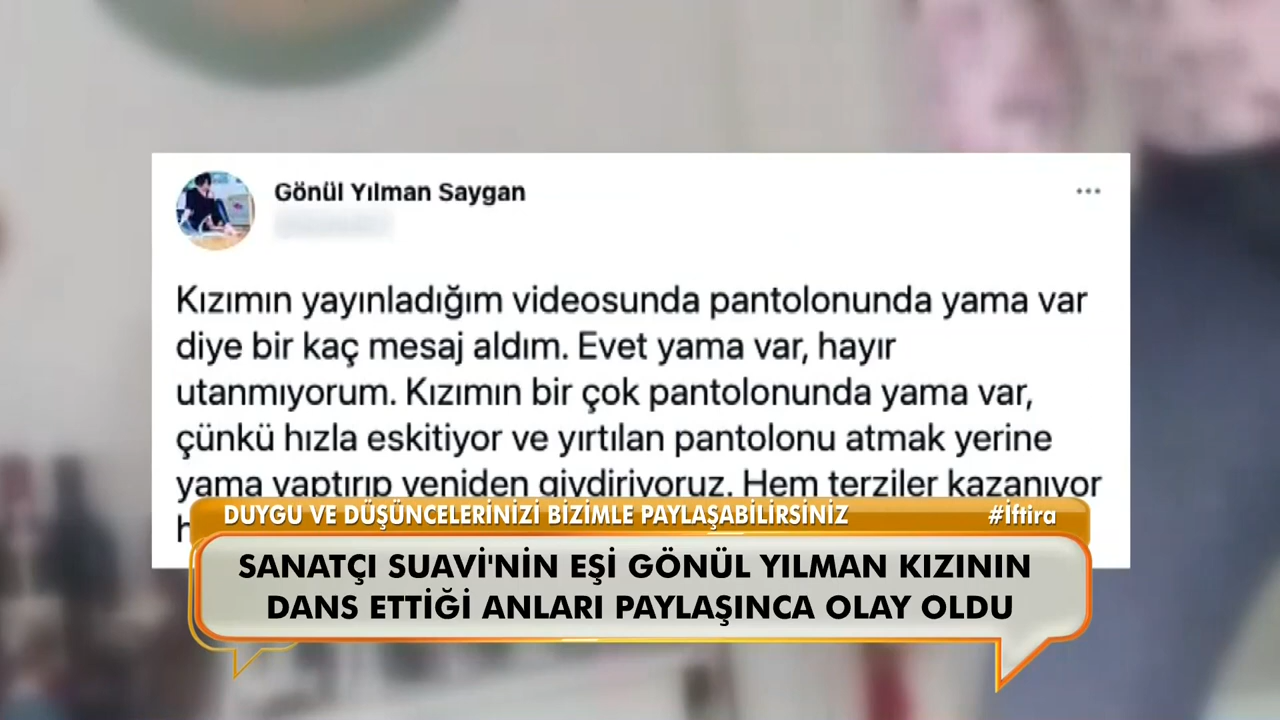 Gönül Yılman Saygan
Kızımın yayınladığım videosunda pantolonunda yama var
diye bir kaç mesaj aldım. Evet yama var, hayır
utanmıyorum. Kızımın bir çok pantolonunda yama var,
çünkü hızla eskitiyor ve yırtılan pantolonu atmak yerine
yama yaptırıp yeniden giydiriyoruz. Hem terziler kazanıyor
DUYGU VE DÜŞÜNCELERİNİZİ BİZİMLE PAYLAŞABİLİRSİNİZ #İftira
SANATÇI SUAVİ'NİN EŞİ GÖNÜL YILMAN KIZININ
DANS ETTİĞİ ANLARI PAYLAŞINCA OLAY OLDU